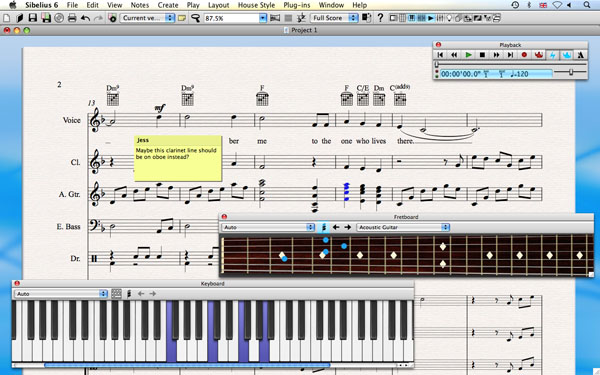 Sibelius 6 File Edit View Notes Create Play Layout House Style Plug-ins Window Help
Current ve... 87.5% Full Score ?
Project 1
Playback
00:00'00.0" =120
2
Dm⁹ Dm⁹ F F C/E Dm C(add9)
13
mf
Voice
ber me to the one who lives there.
Jess
Maybe this clarinet line should
be on oboe instead?
Cl.
A. Gtr.
E. Bass
Dr.
Fretboard
Auto Acoustic Guitar
Keyboard
Auto